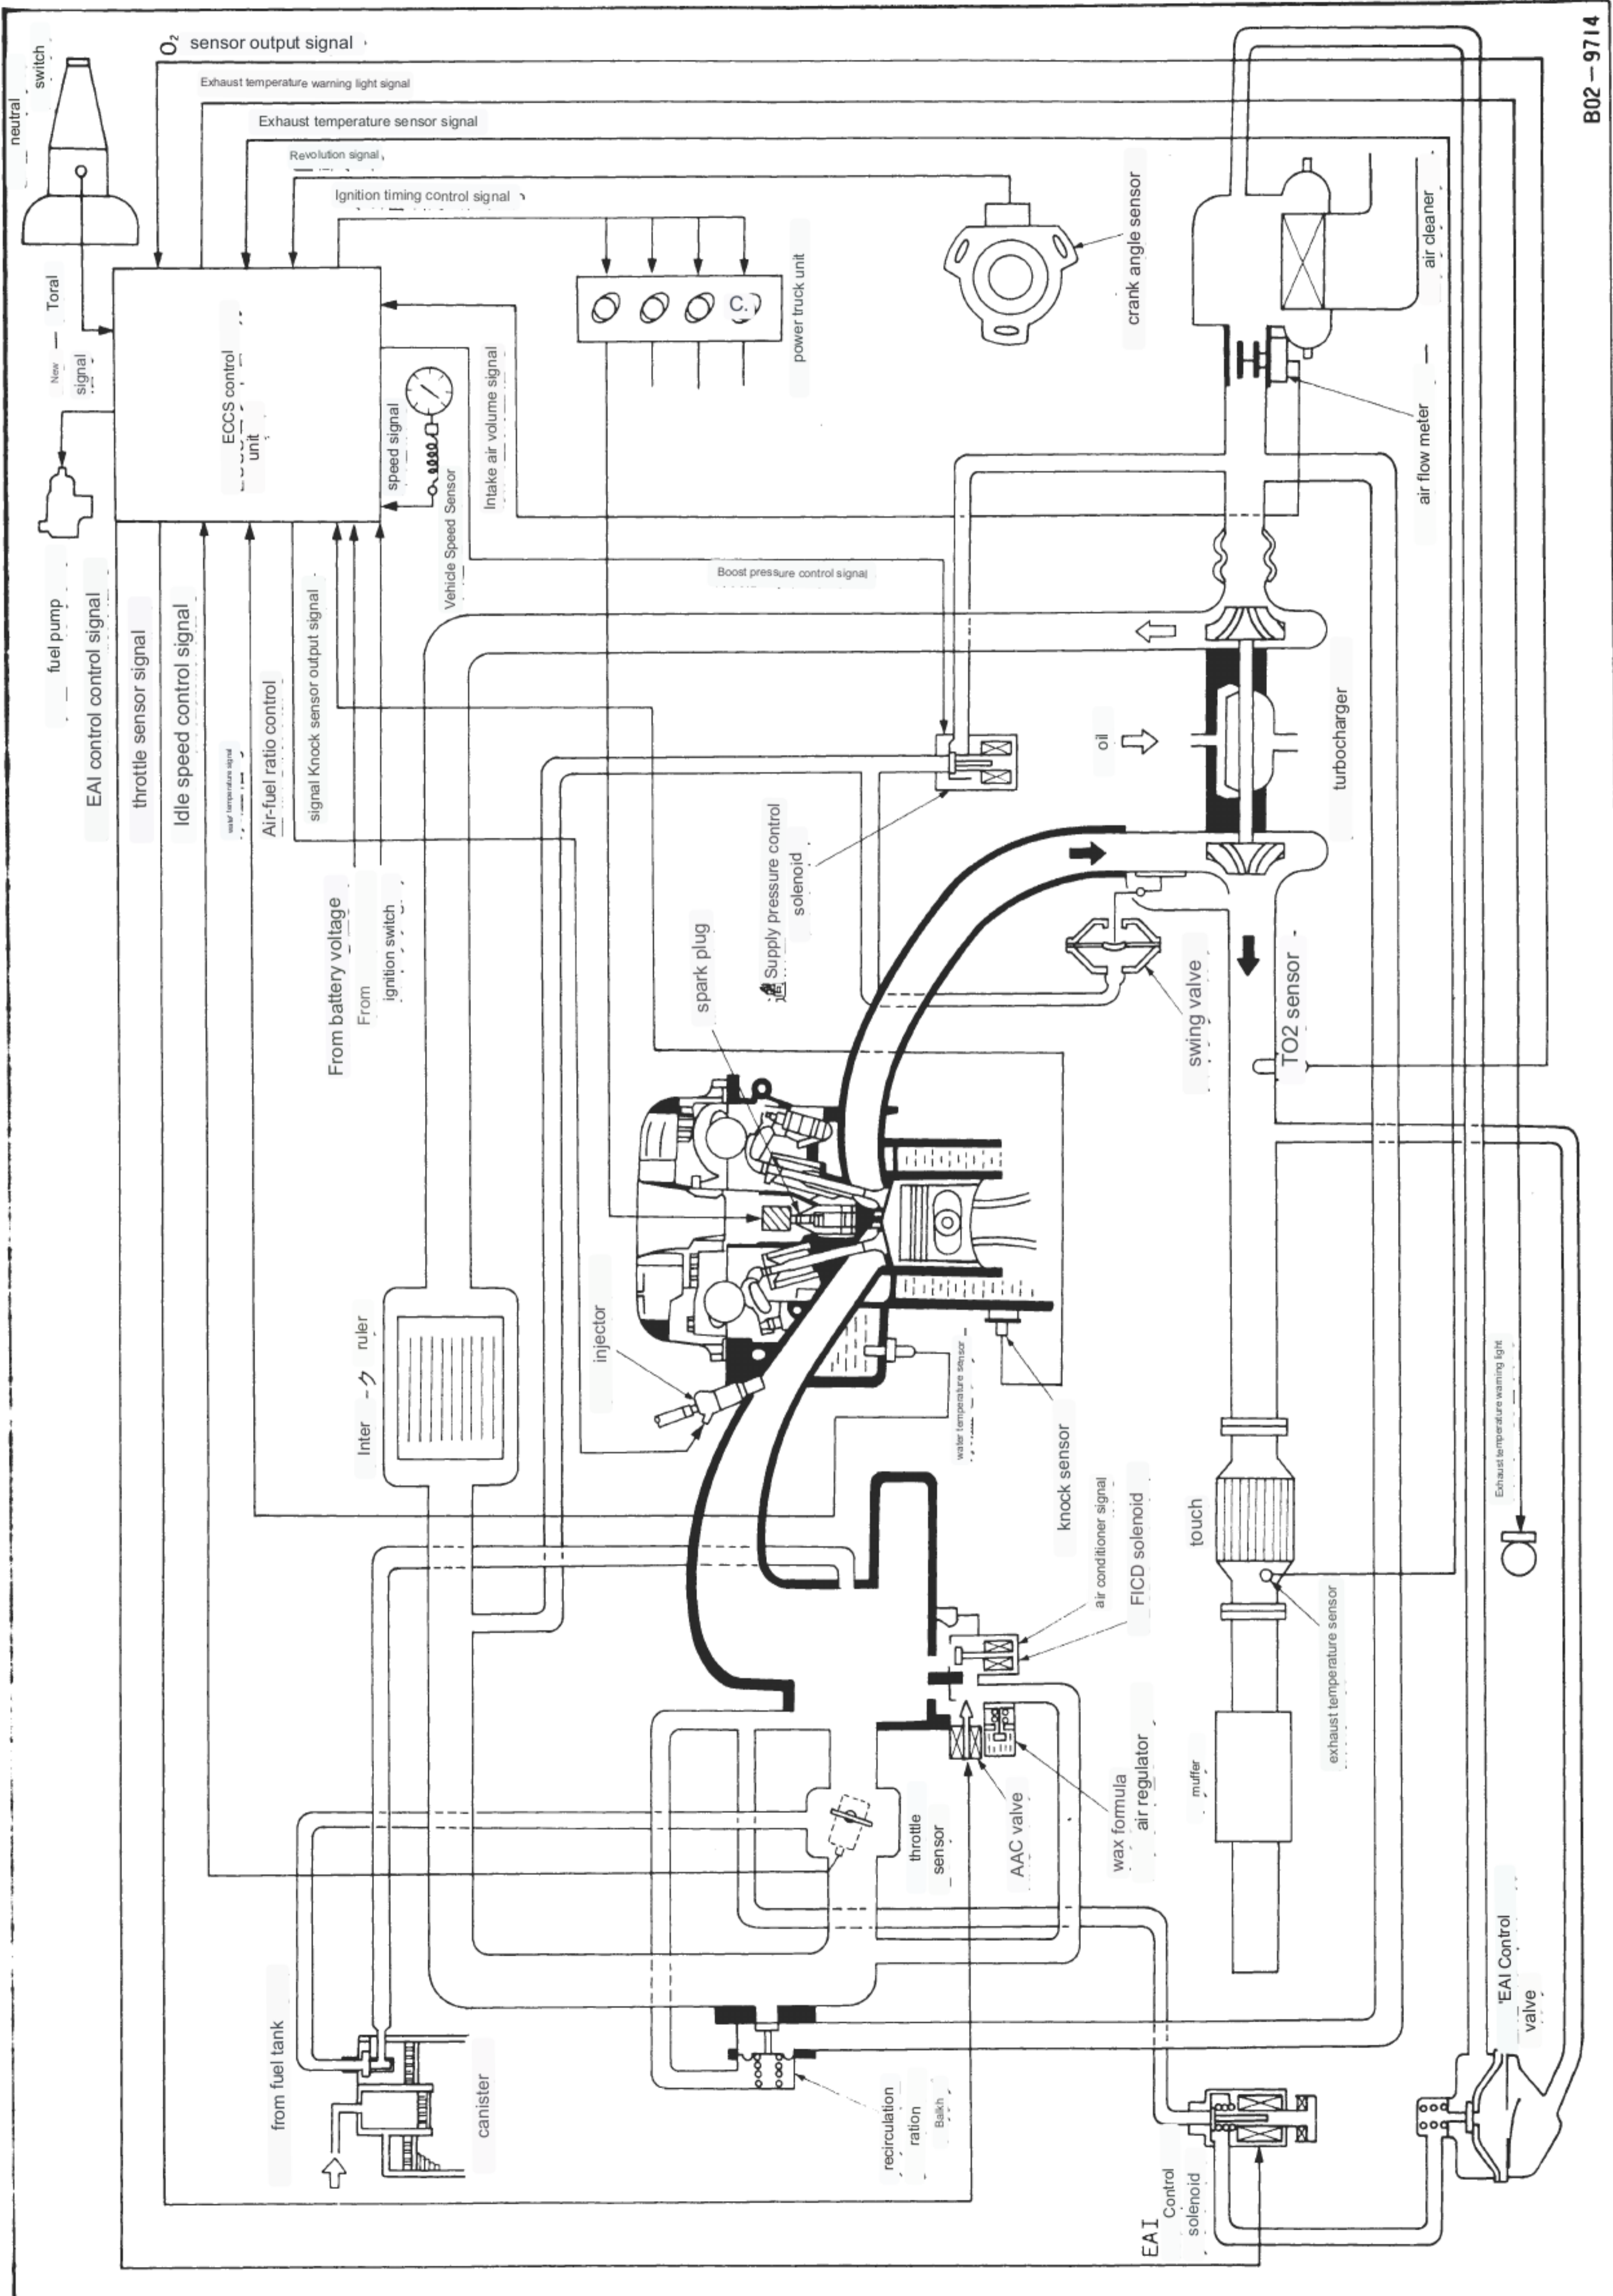 B02-9714
neutral
switch
O₂ sensor output signal
Exhaust temperature warning light signal
Exhaust temperature sensor signal
Revolution signal
Ignition timing control signal
New — Toral
signal
ECCS control
unit
speed signal
Vehicle Speed Sensor
Intake air volume signal
power truck unit
C.
crank angle sensor
air cleaner
air flow meter
fuel pump
EAI control control signal
throttle sensor signal
Idle speed control signal
water temperature signal
Air-fuel ratio control
signal Knock sensor output signal
From battery voltage
From
ignition switch
Boost pressure control signal
oil
turbocharger
過 Supply pressure control
solenoid
spark plug
swing valve
TO2 sensor
Inter ーク ruler
injector
water temperature sensor
knock sensor
air conditioner signal
FICD solenoid
touch
Exhaust temperature warning light
exhaust temperature sensor
throttle
sensor
AAC valve
wax formula
air regulator
muffer
from fuel tank
canister
recirculation
ration
Balkh
EAI Control
solenoid
'EAI Control
valve